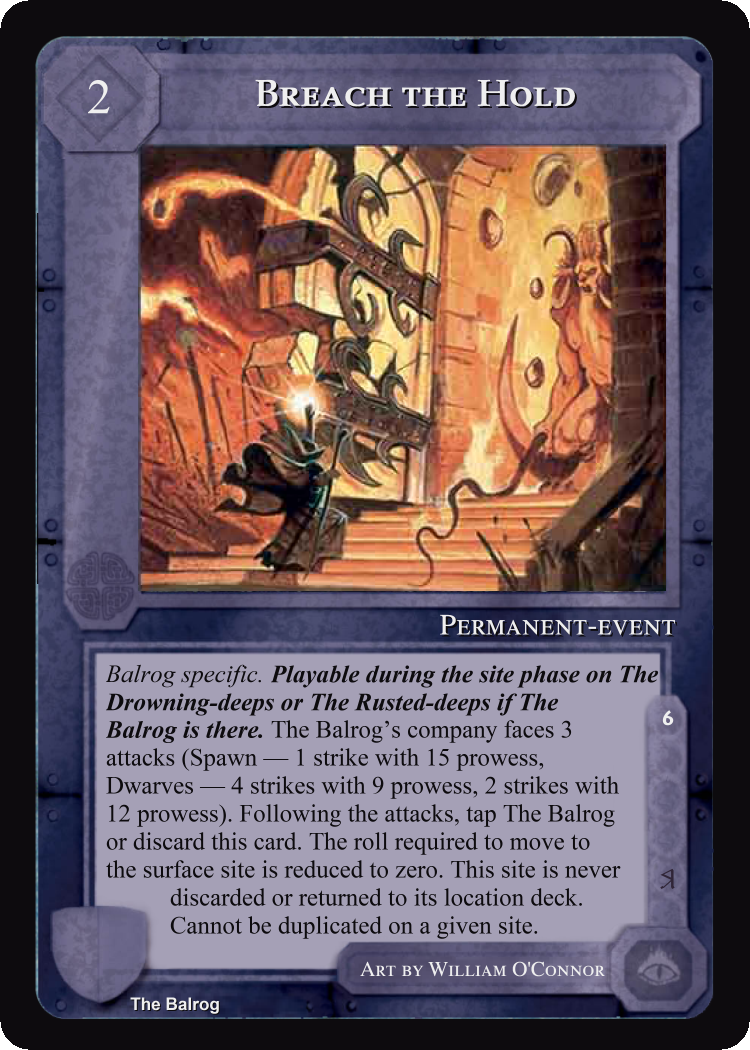 2
BREACH THE HOLD
PERMANENT-EVENT
Balrog specific. Playable during the site phase on The
Drowning-deeps or The Rusted-deeps if The
Balrog is there. The Balrog's company faces 3
attacks (Spawn — 1 strike with 15 prowess,
Dwarves — 4 strikes with 9 prowess, 2 strikes with
12 prowess). Following the attacks, tap The Balrog
or discard this card. The roll required to move to
the surface site is reduced to zero. This site is never
discarded or returned to its location deck.
Cannot be duplicated on a given site.
6
ART BY WILLIAM O'CONNOR
The Balrog